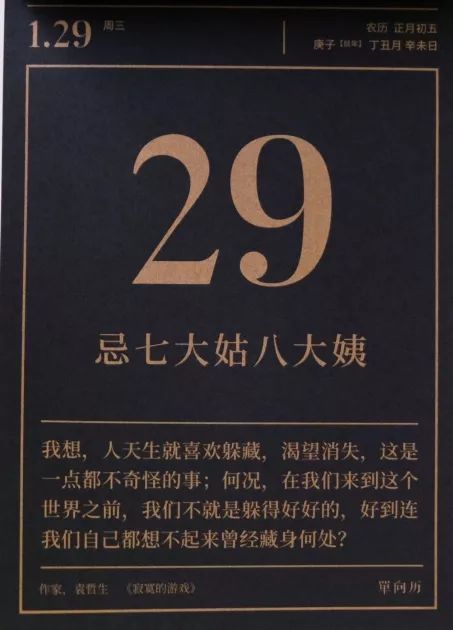 1.29 周三
农历 正月初五
庚子【鼠年】丁丑月 辛未日
29
忌七大姑八大姨
我想，人天生就喜欢躲藏，渴望消失，这是
一点都不奇怪的事；何况，在我们来到这个
世界之前，我们不就是躲得好好的，好到连
我们自己都想不起来曾经藏身何处？
作家，袁哲生 《寂寞的游戏》
單向历